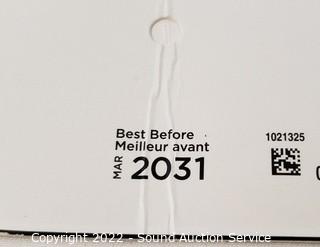 Best Before
Meilleur avant
MAR 2031
1021325
Copyright 2022 - Sound Auction Service